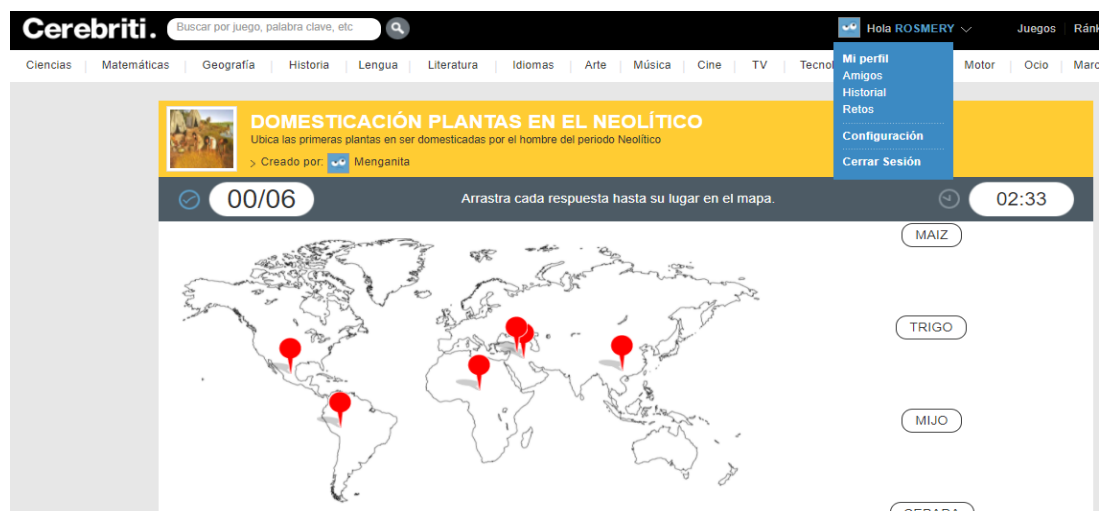 Cerebriti.
Buscar por juego, palabra clave, etc
Hola ROSMERY
Juegos
Ciencias
Matemáticas
Geografía
Historia
Lengua
Literatura
Idiomas
Arte
Música
Cine
TV
Motor
Ocio
Mi perfil
Amigos
Historial
Retos
Configuración
Cerrar Sesión
DOMESTICACIÓN PLANTAS EN EL NEOLÍTICO
Ubica las primeras plantas en ser domesticadas por el hombre del periodo Neolítico
> Creado por: Menganita
00/06
Arrastra cada respuesta hasta su lugar en el mapa.
02:33
MAIZ
TRIGO
MIJO